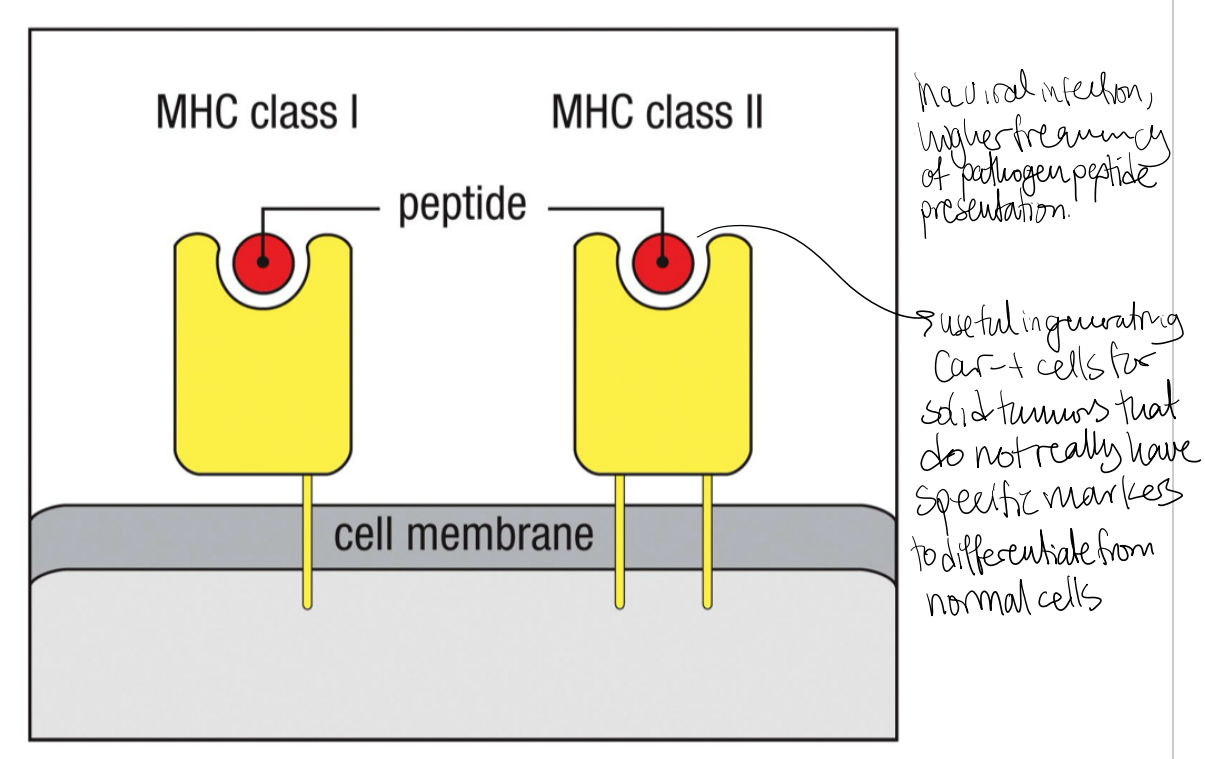 MHC class I
MHC class II
peptide
cell membrane
In a viral infection,
higher frequency
of pathogen peptide
presentation.
useful in generating
Car-t cells for
solid tumors that
do not really have
specific markers
to differentiate from
normal cells